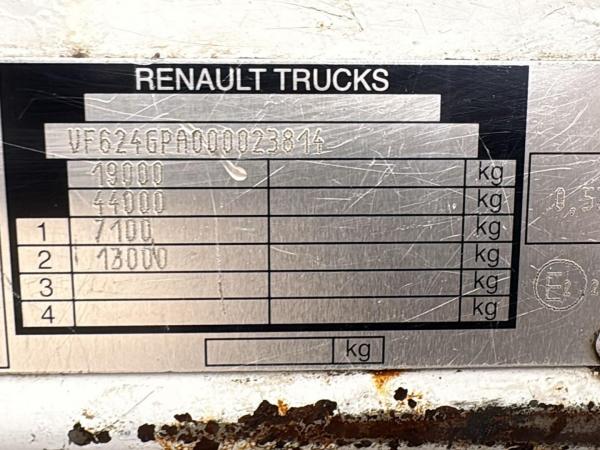 RENAULT TRUCKS
VF624GPA000023814
19000 kg
44000 kg
1 7100 kg
2 13000 kg
3 kg
4 kg
kg